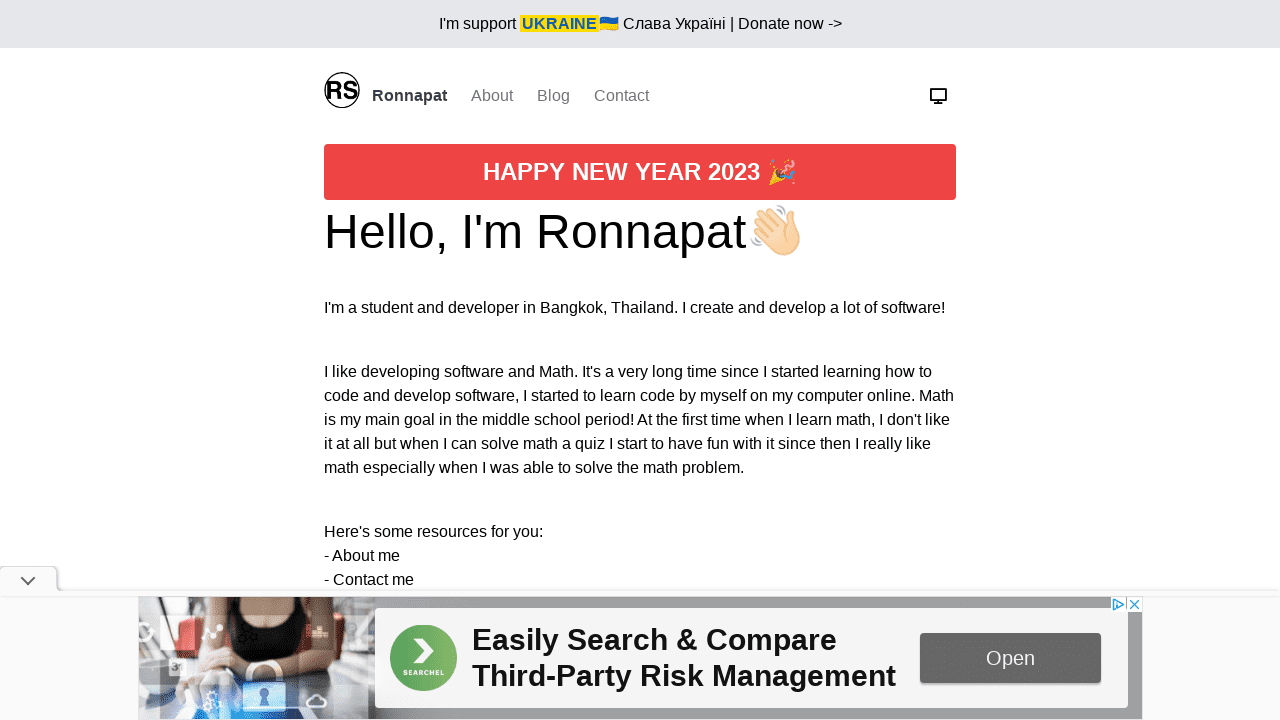 I'm support UKRAINE🇺🇦 Слава Україні | Donate now ->
RS Ronnapat About Blog Contact
HAPPY NEW YEAR 2023 🎉
Hello, I'm Ronnapat👋🏻
I'm a student and developer in Bangkok, Thailand. I create and develop a lot of software!
I like developing software and Math. It's a very long time since I started learning how to
code and develop software, I started to learn code by myself on my computer online. Math
is my main goal in the middle school period! At the first time when I learn math, I don't like
it at all but when I can solve math a quiz I start to have fun with it since then I really like
math especially when I was able to solve the math problem.
Here's some resources for you:
- About me
- Contact me
Easily Search & Compare
Third-Party Risk Management
SEARCHEL
Open